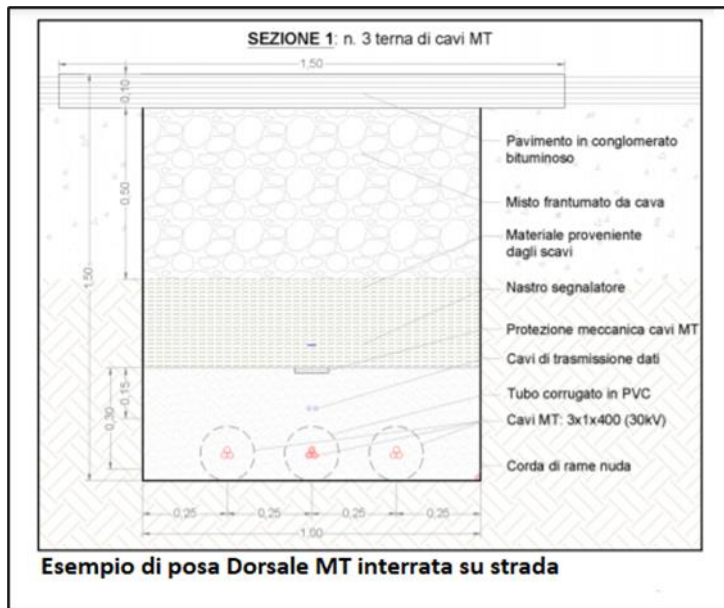 SEZIONE 1: n. 3 terna di cavi MT
1,50
0,10
Pavimento in conglomerato
bituminoso
0,50
Misto frantumato da cava
Materiale proveniente
dagli scavi
1,50
Nastro segnalatore
Protezione meccanica cavi MT
Cavi di trasmissione dati
0,15
0,30
Tubo corrugato in PVC
Cavi MT: 3x1x400 (30kV)
Corda di rame nuda
0,25
0,25
0,25
0,25
1,00
Esempio di posa Dorsale MT interrata su strada